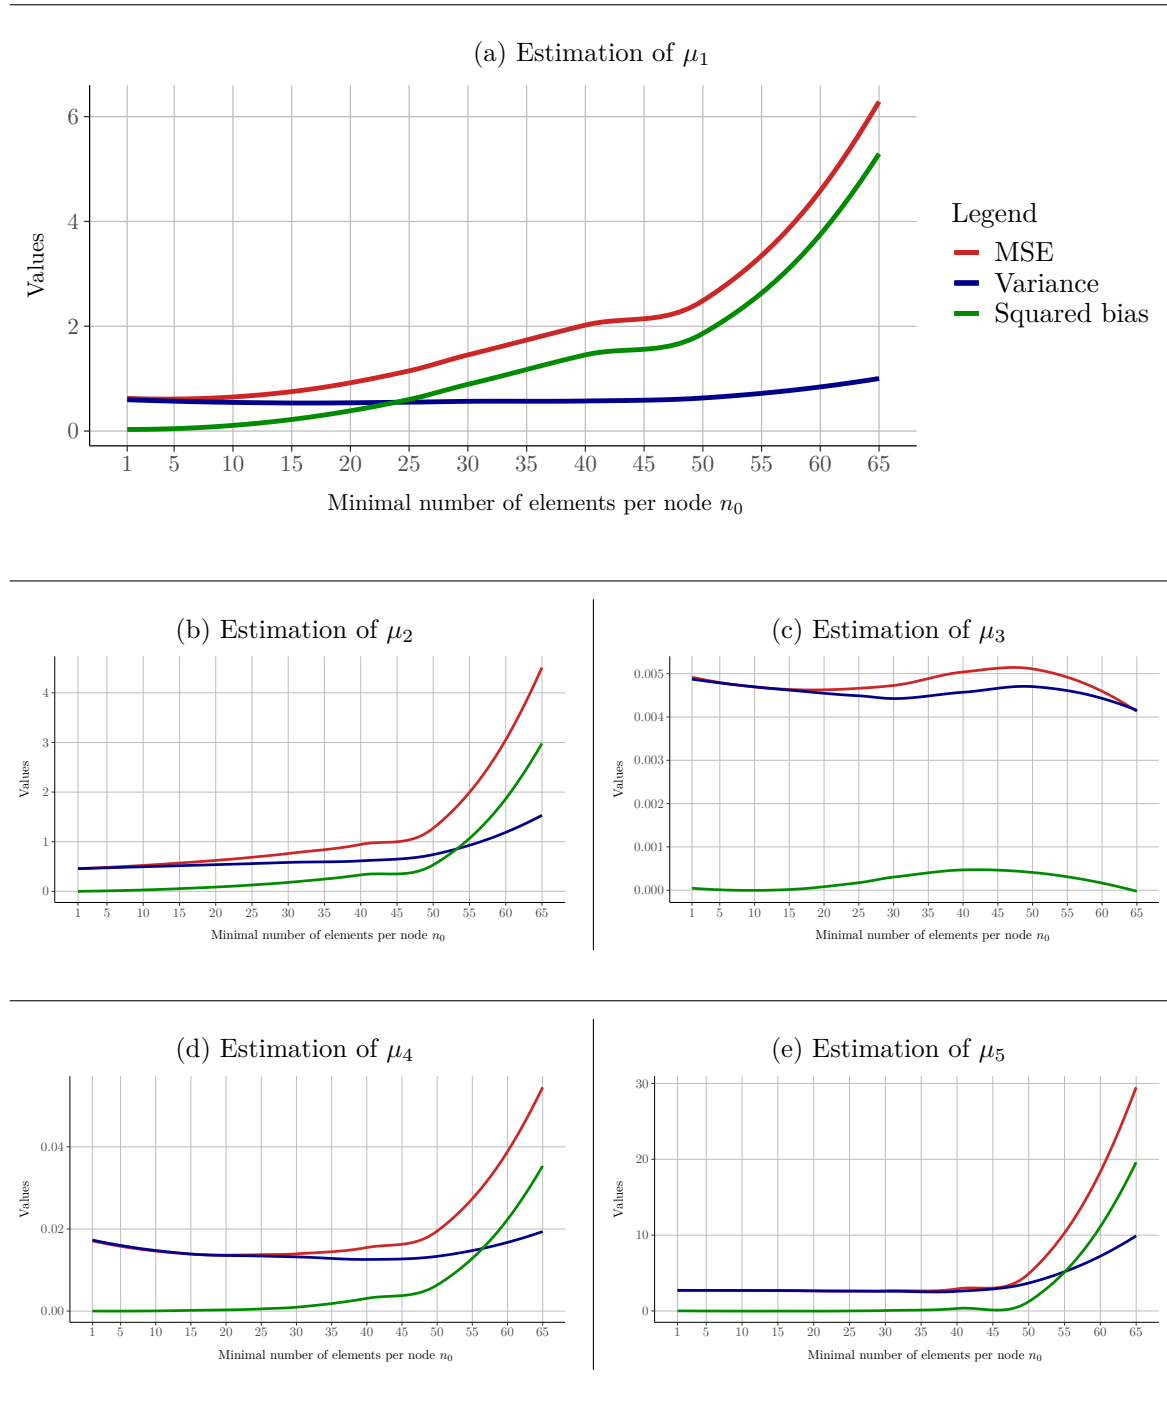 (a) Estimation of μ1
6
4
2
0
Values
1 5 10 15 20 25 30 35 40 45 50 55 60 65
Minimal number of elements per node n0
Legend
MSE
Variance
Squared bias
(b) Estimation of μ2
4
3
2
1
0
Values
1 5 10 15 20 25 30 35 40 45 50 55 60 65
Minimal number of elements per node n0
(c) Estimation of μ3
0.005
0.004
0.003
0.002
0.001
0.000
Values
1 5 10 15 20 25 30 35 40 45 50 55 60 65
Minimal number of elements per node n0
(d) Estimation of μ4
0.04
0.02
0.00
Values
1 5 10 15 20 25 30 35 40 45 50 55 60 65
Minimal number of elements per node n0
(e) Estimation of μ5
30
20
10
0
Values
1 5 10 15 20 25 30 35 40 45 50 55 60 65
Minimal number of elements per node n0